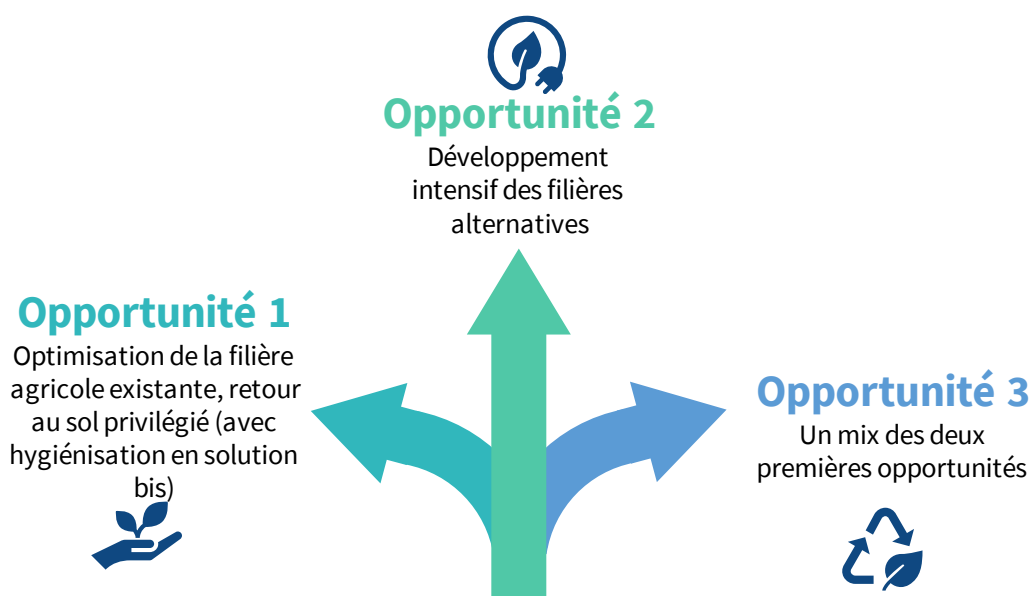 Opportunité 2
Développement
intensif des filières
alternatives
Opportunité 1
Optimisation de la filière
agricole existante, retour
au sol privilégié (avec
hygiénisation en solution
bis)
Opportunité 3
Un mix des deux
premières opportunités